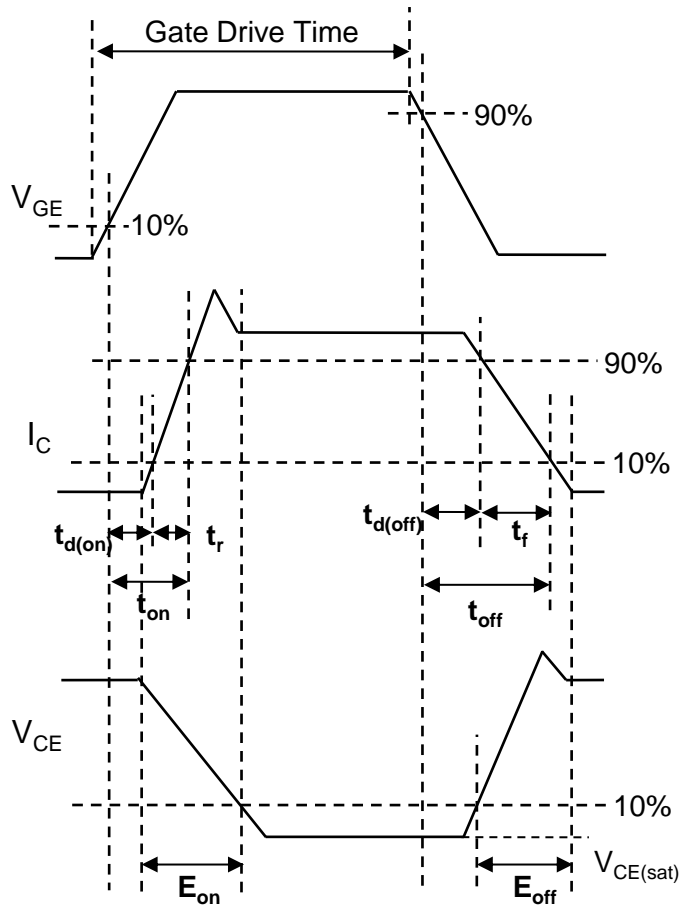 Gate Drive Time
90%
V_GE
10%
90%
I_C
10%
t_d(on)
t_r
t_d(off)
t_f
t_on
t_off
V_CE
10%
V_CE(sat)
E_on
E_off